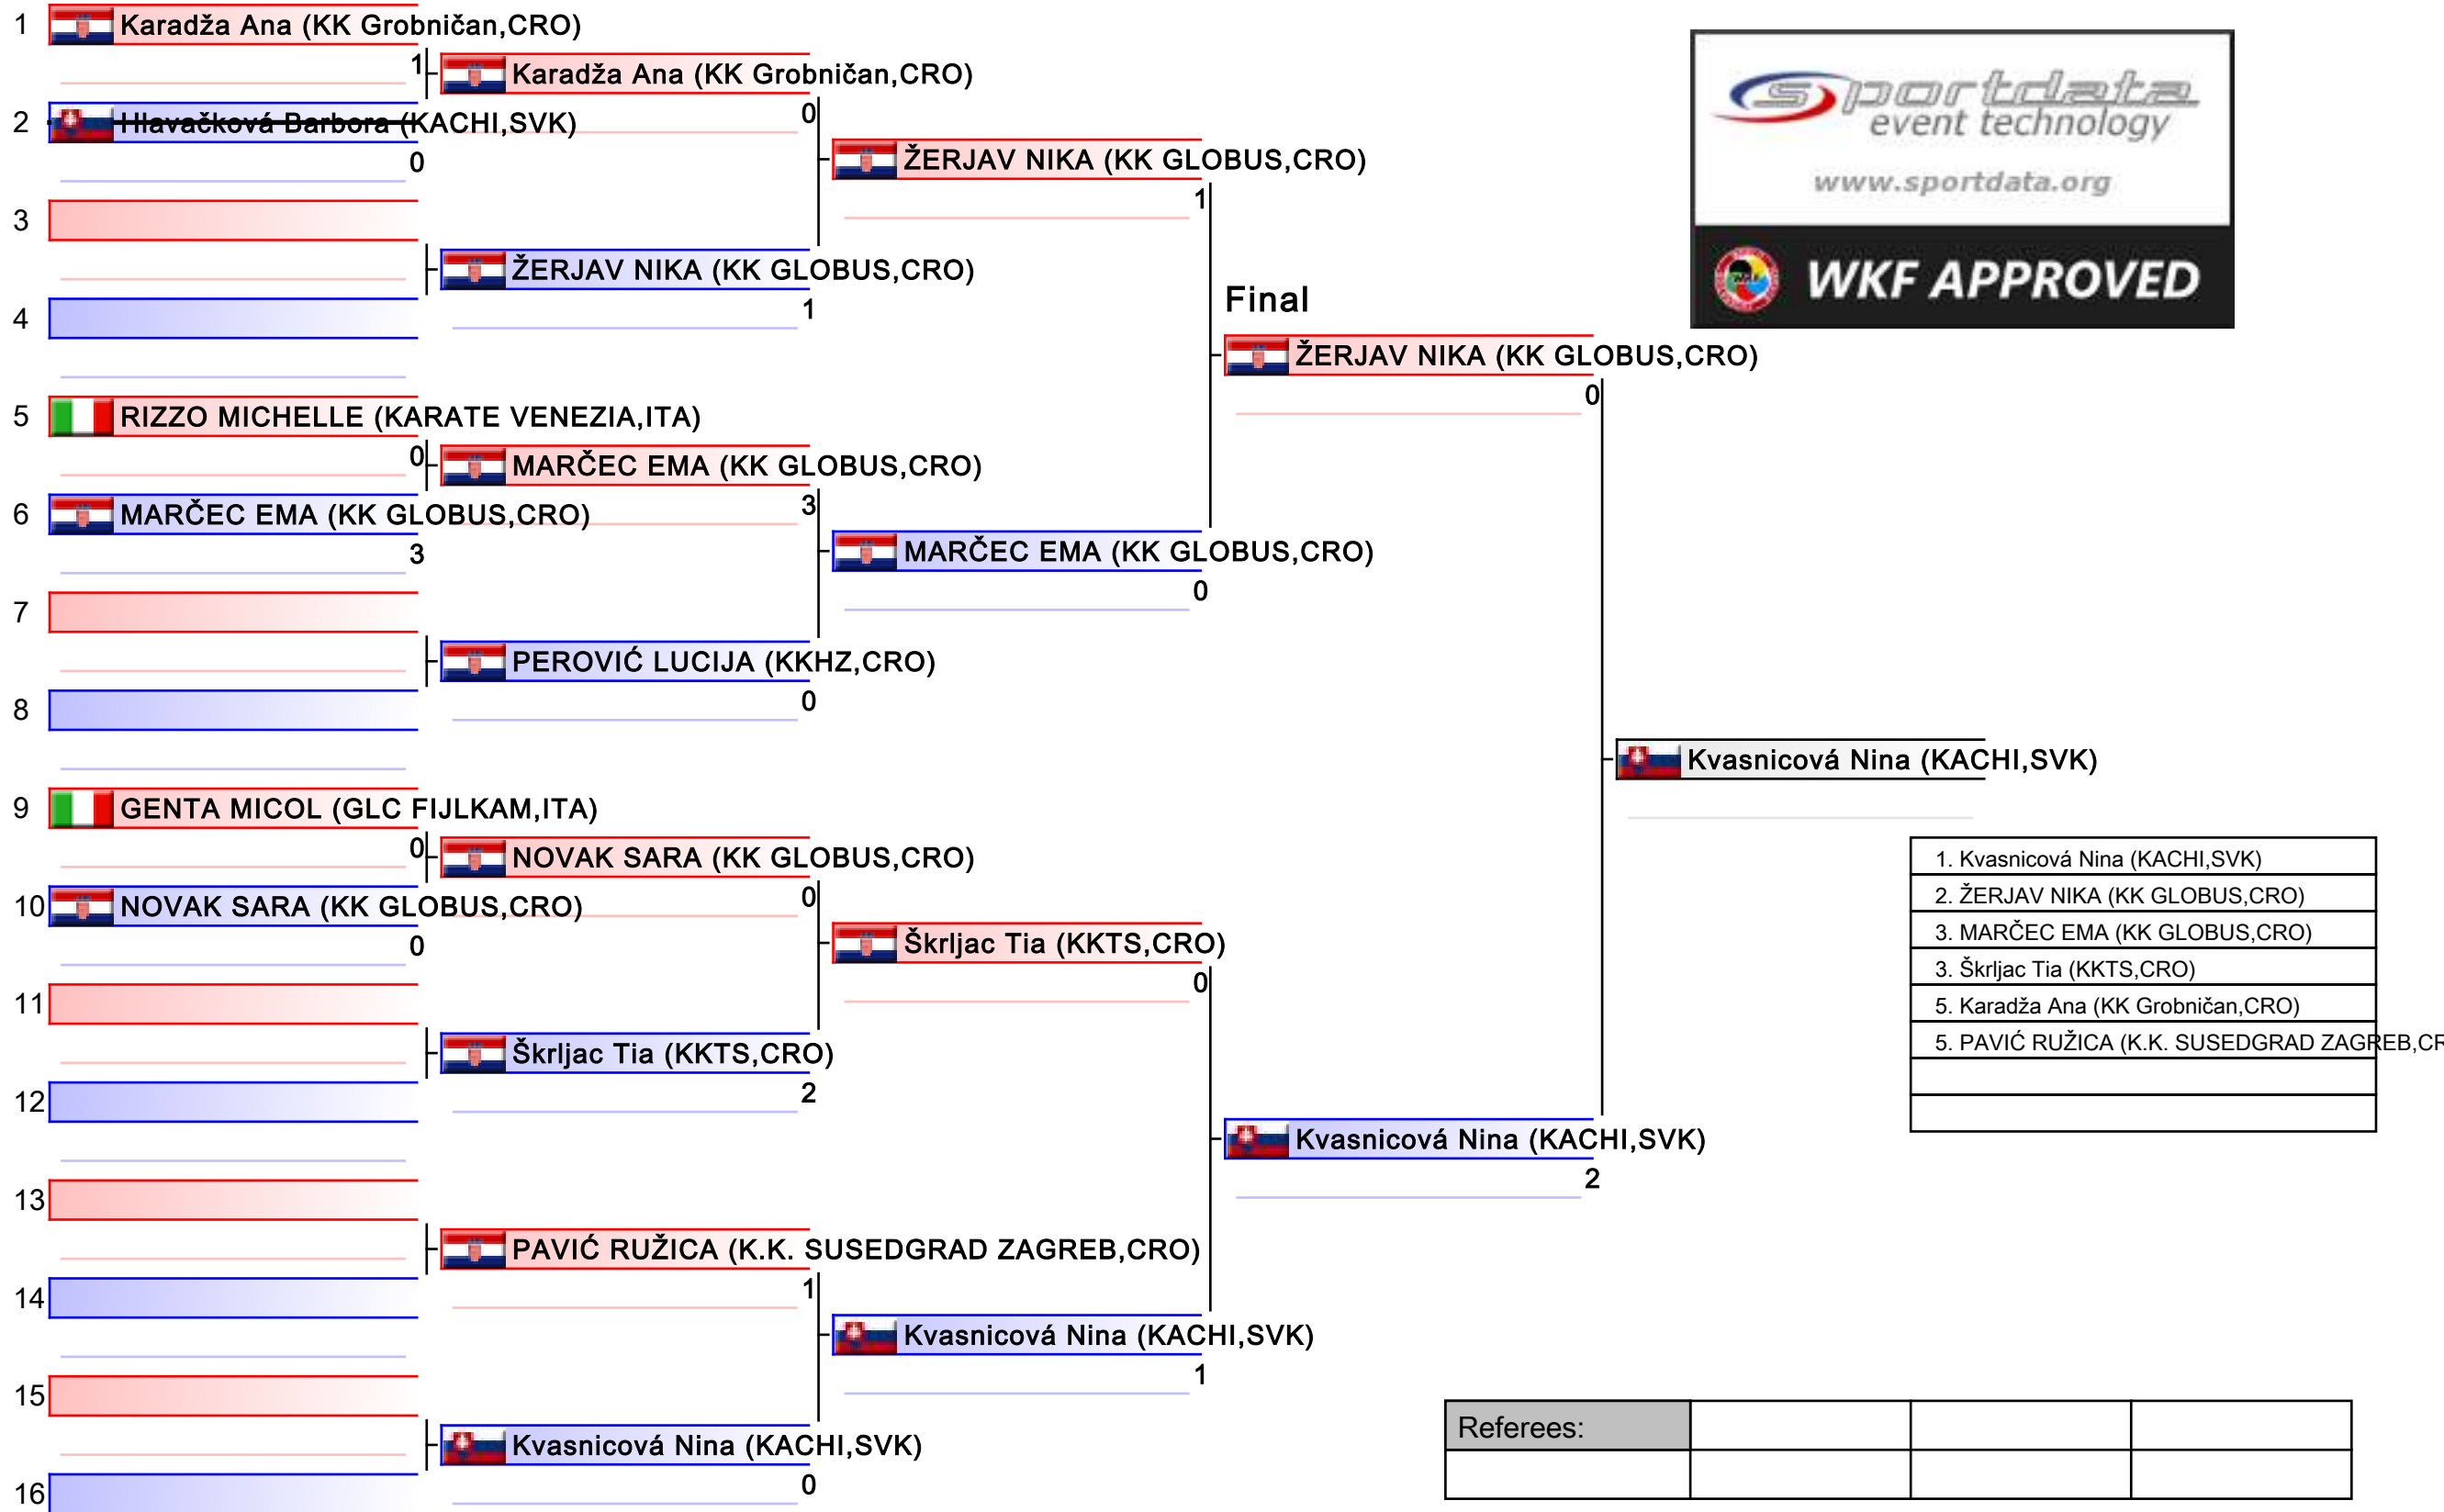 1 Karadža Ana (KK Grobničan,CRO)
1
Karadža Ana (KK Grobničan,CRO)
0
2 Hlavačková Barbora (KACHI,SVK)
0
ŽERJAV NIKA (KK GLOBUS,CRO)
1
3
ŽERJAV NIKA (KK GLOBUS,CRO)
1
4
Final
ŽERJAV NIKA (KK GLOBUS,CRO)
0
5 RIZZO MICHELLE (KARATE VENEZIA,ITA)
0
MARČEC EMA (KK GLOBUS,CRO)
3
6 MARČEC EMA (KK GLOBUS,CRO)
3
MARČEC EMA (KK GLOBUS,CRO)
0
7
PEROVIĆ LUCIJA (KKHZ,CRO)
0
8
Kvasnicová Nina (KACHI,SVK)
9 GENTA MICOL (GLC FIJLKAM,ITA)
0
NOVAK SARA (KK GLOBUS,CRO)
0
10 NOVAK SARA (KK GLOBUS,CRO)
0
Škrljac Tia (KKTS,CRO)
0
11
Škrljac Tia (KKTS,CRO)
2
12
Kvasnicová Nina (KACHI,SVK)
2
13
PAVIĆ RUŽICA (K.K. SUSEDGRAD ZAGREB,CRO)
1
14
Kvasnicová Nina (KACHI,SVK)
1
15
Kvasnicová Nina (KACHI,SVK)
0
16
sportdata
event technology
www.sportdata.org
WKF APPROVED
1. Kvasnicová Nina (KACHI,SVK)
2. ŽERJAV NIKA (KK GLOBUS,CRO)
3. MARČEC EMA (KK GLOBUS,CRO)
3. Škrljac Tia (KKTS,CRO)
5. Karadža Ana (KK Grobničan,CRO)
5. PAVIĆ RUŽICA (K.K. SUSEDGRAD ZAGREB,CR
Referees: